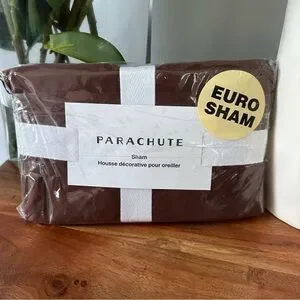 EURO
SHAM
PARACHUTE
Sham
Housse décorative pour oreiller